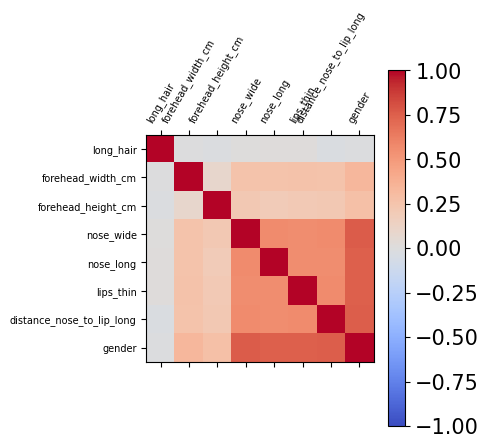 long_hair
forehead_width_cm
forehead_height_cm
nose_wide
nose_long
lips_thin
distance_nose_to_lip_long
gender
long_hair
forehead_width_cm
forehead_height_cm
nose_wide
nose_long
lips_thin
distance_nose_to_lip_long
gender
1.00
0.75
0.50
0.25
0.00
−0.25
−0.50
−0.75
−1.00